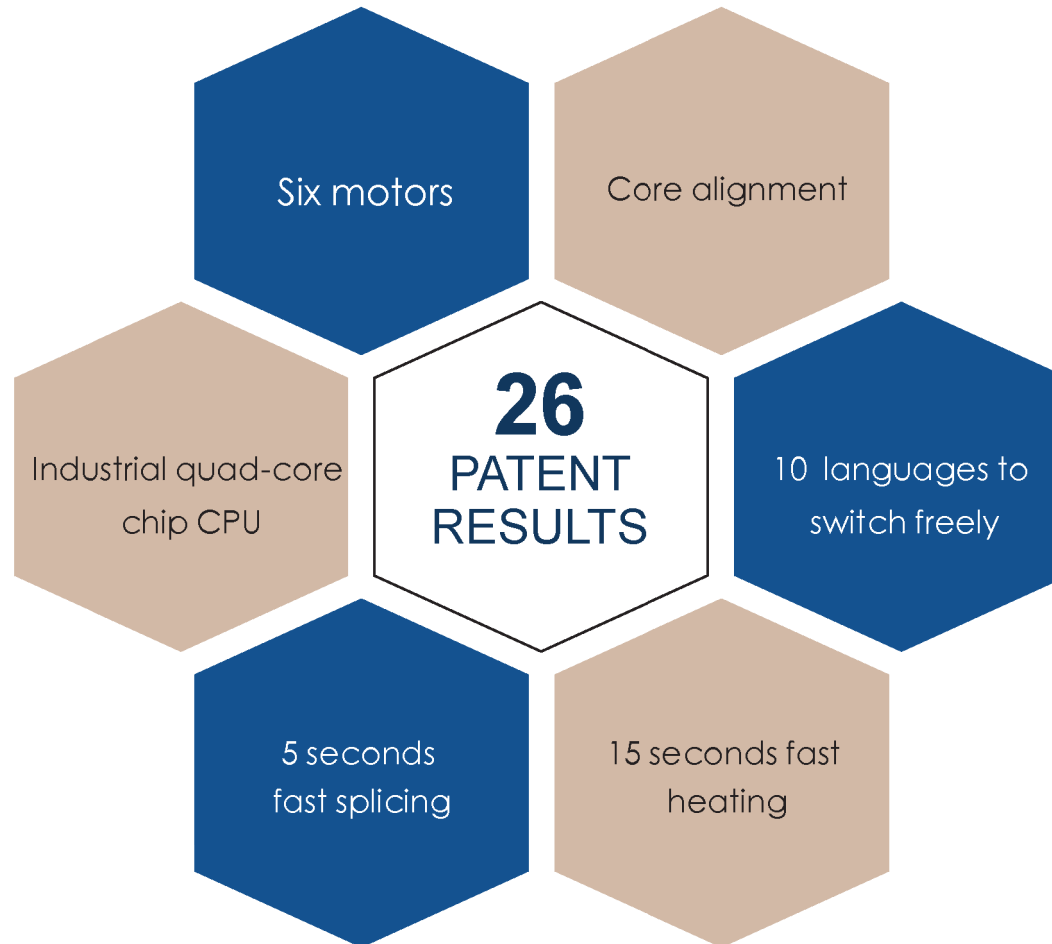 Six motors
Core alignment
Industrial quad-core
chip CPU
26
PATENT
RESULTS
10 languages to
switch freely
5 seconds
fast splicing
15 seconds fast
heating